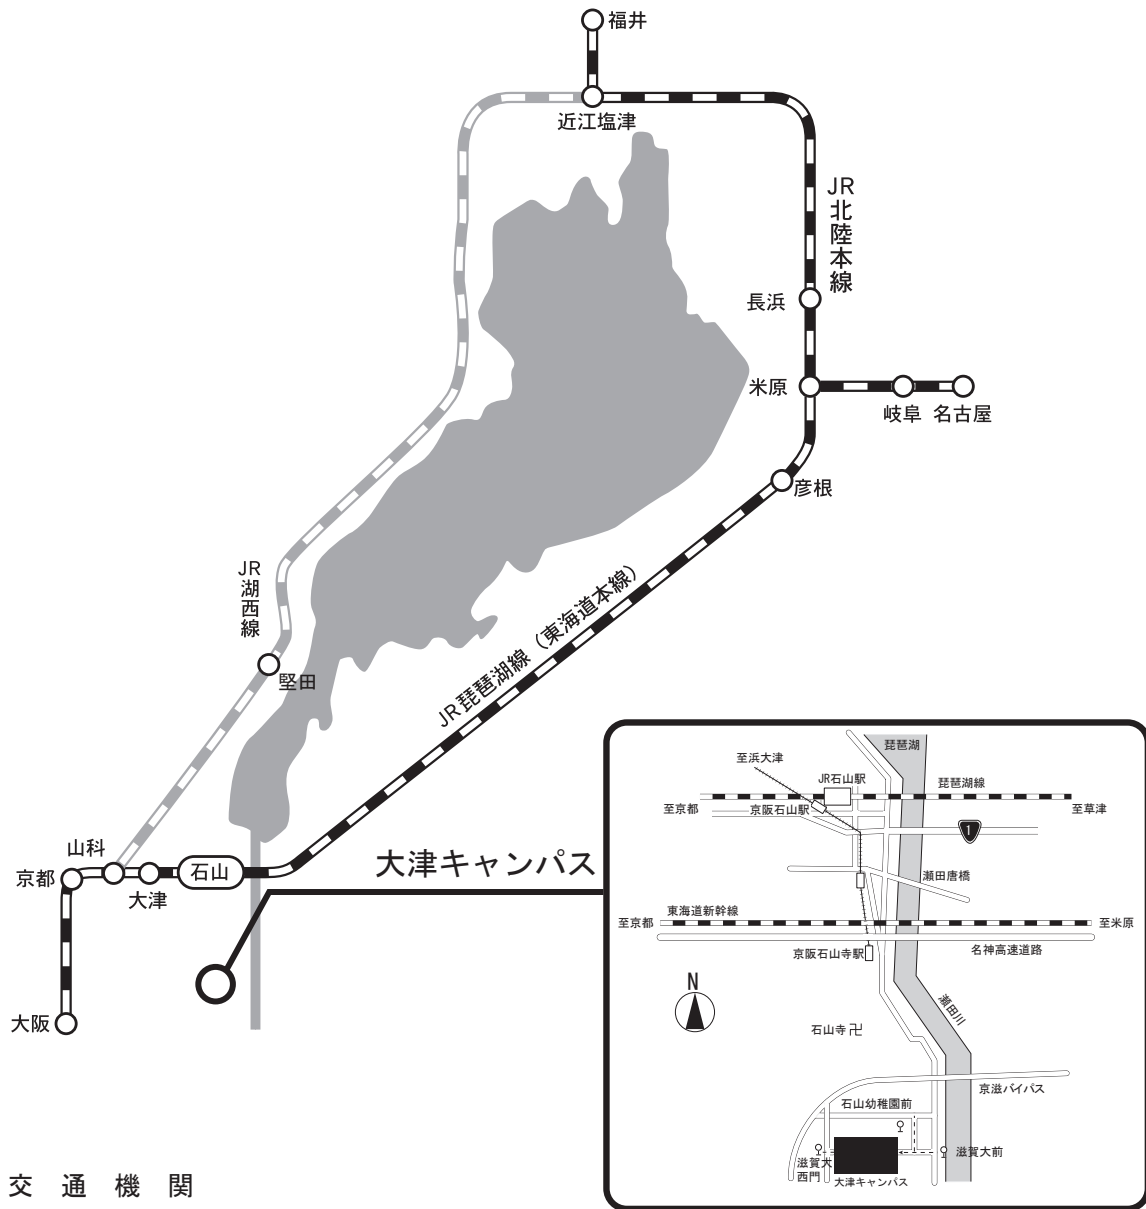 福井
近江塩津
JR北陸本線
長浜
米原
岐阜
名古屋
彦根
JR湖西線
堅田
JR琵琶湖線（東海道本線）
山科
京都
大津
石山
大津キャンパス
大阪
琵琶湖
至浜大津
JR石山駅
琵琶湖線
至京都
京阪石山駅
至草津
1
瀬田唐橋
東海道新幹線
至京都
至米原
京阪石山寺駅
名神高速道路
N
瀬田川
石山寺卍
京滋バイパス
石山幼稚園前
滋賀大
西門
滋賀大前
大津キャンパス
交通機関